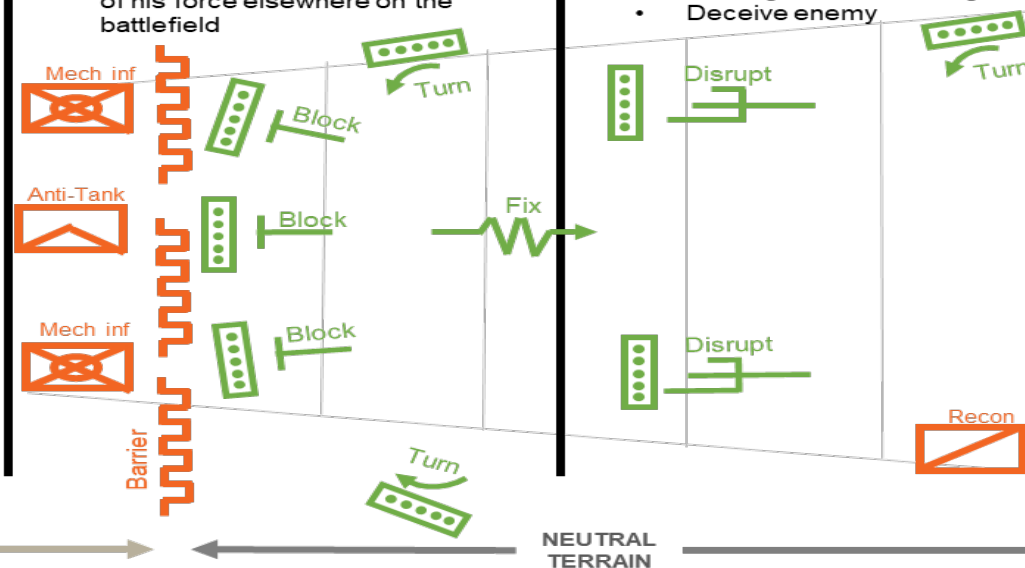 of his force elsewhere on the
battlefield
• Deceive enemy
Mech inf
Turn
Disrupt
Turn
Block
Anti-Tank
Block
Fix
Mech inf
Block
Disrupt
Recon
Barrier
Turn
NEUTRAL
TERRAIN